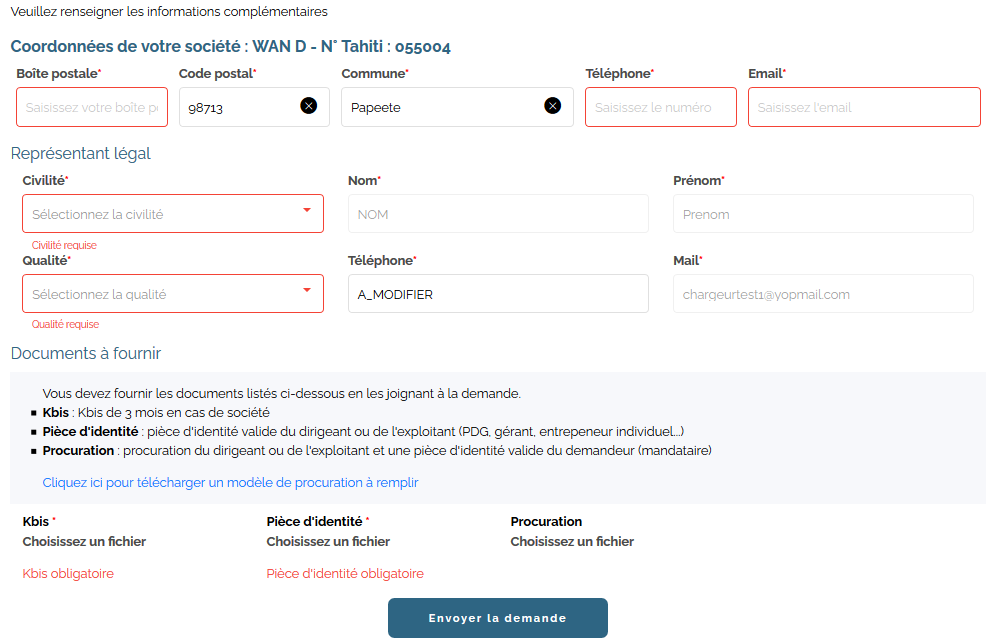 Veuillez renseigner les informations complémentaires
Coordonnées de votre société : WAN D - N° Tahiti : 055004
Boîte postale* Code postal* Commune* Téléphone* Email*
Saisissez votre boîte po 98713 Papeete Saisissez le numéro Saisissez l'email
Représentant légal
Civilité* Nom* Prénom*
Sélectionnez la civilité NOM Prenom
Civilité requise
Qualité* Téléphone* Mail*
Sélectionnez la qualité A_MODIFIER chargeurtest1@yopmail.com
Qualité requise
Documents à fournir
Vous devez fournir les documents listés ci-dessous en les joignant à la demande.
Kbis : Kbis de 3 mois en cas de société
Pièce d'identité : pièce d'identité valide du dirigeant ou de l'exploitant (PDG, gérant, entrepeneur individuel...)
Procuration : procuration du dirigeant ou de l'exploitant et une pièce d'identité valide du demandeur (mandataire)
Cliquez ici pour télécharger un modèle de procuration à remplir
Kbis * Pièce d'identité * Procuration
Choisissez un fichier Choisissez un fichier Choisissez un fichier
Kbis obligatoire Pièce d'identité obligatoire
Envoyer la demande